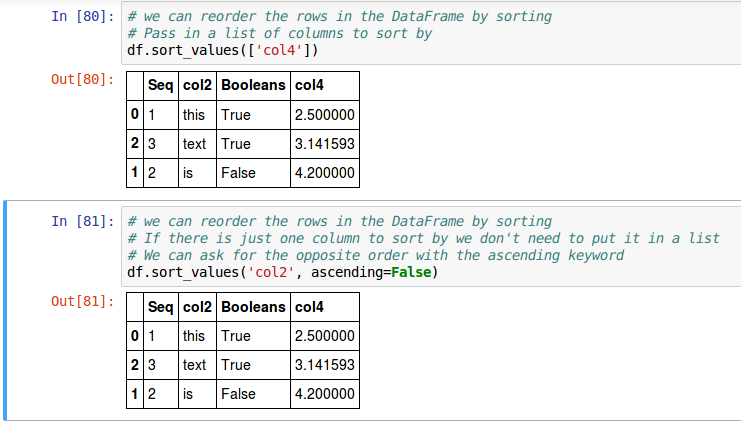 In [80]: # we can reorder the rows in the DataFrame by sorting
# Pass in a list of columns to sort by
df.sort_values(['col4'])
Out[80]:
Seq col2 Booleans col4
0 1 this True 2.500000
2 3 text True 3.141593
1 2 is False 4.200000
In [81]: # we can reorder the rows in the DataFrame by sorting
# If there is just one column to sort by we don't need to put it in a list
# We can ask for the opposite order with the ascending keyword
df.sort_values('col2', ascending=False)
Out[81]:
Seq col2 Booleans col4
0 1 this True 2.500000
2 3 text True 3.141593
1 2 is False 4.200000